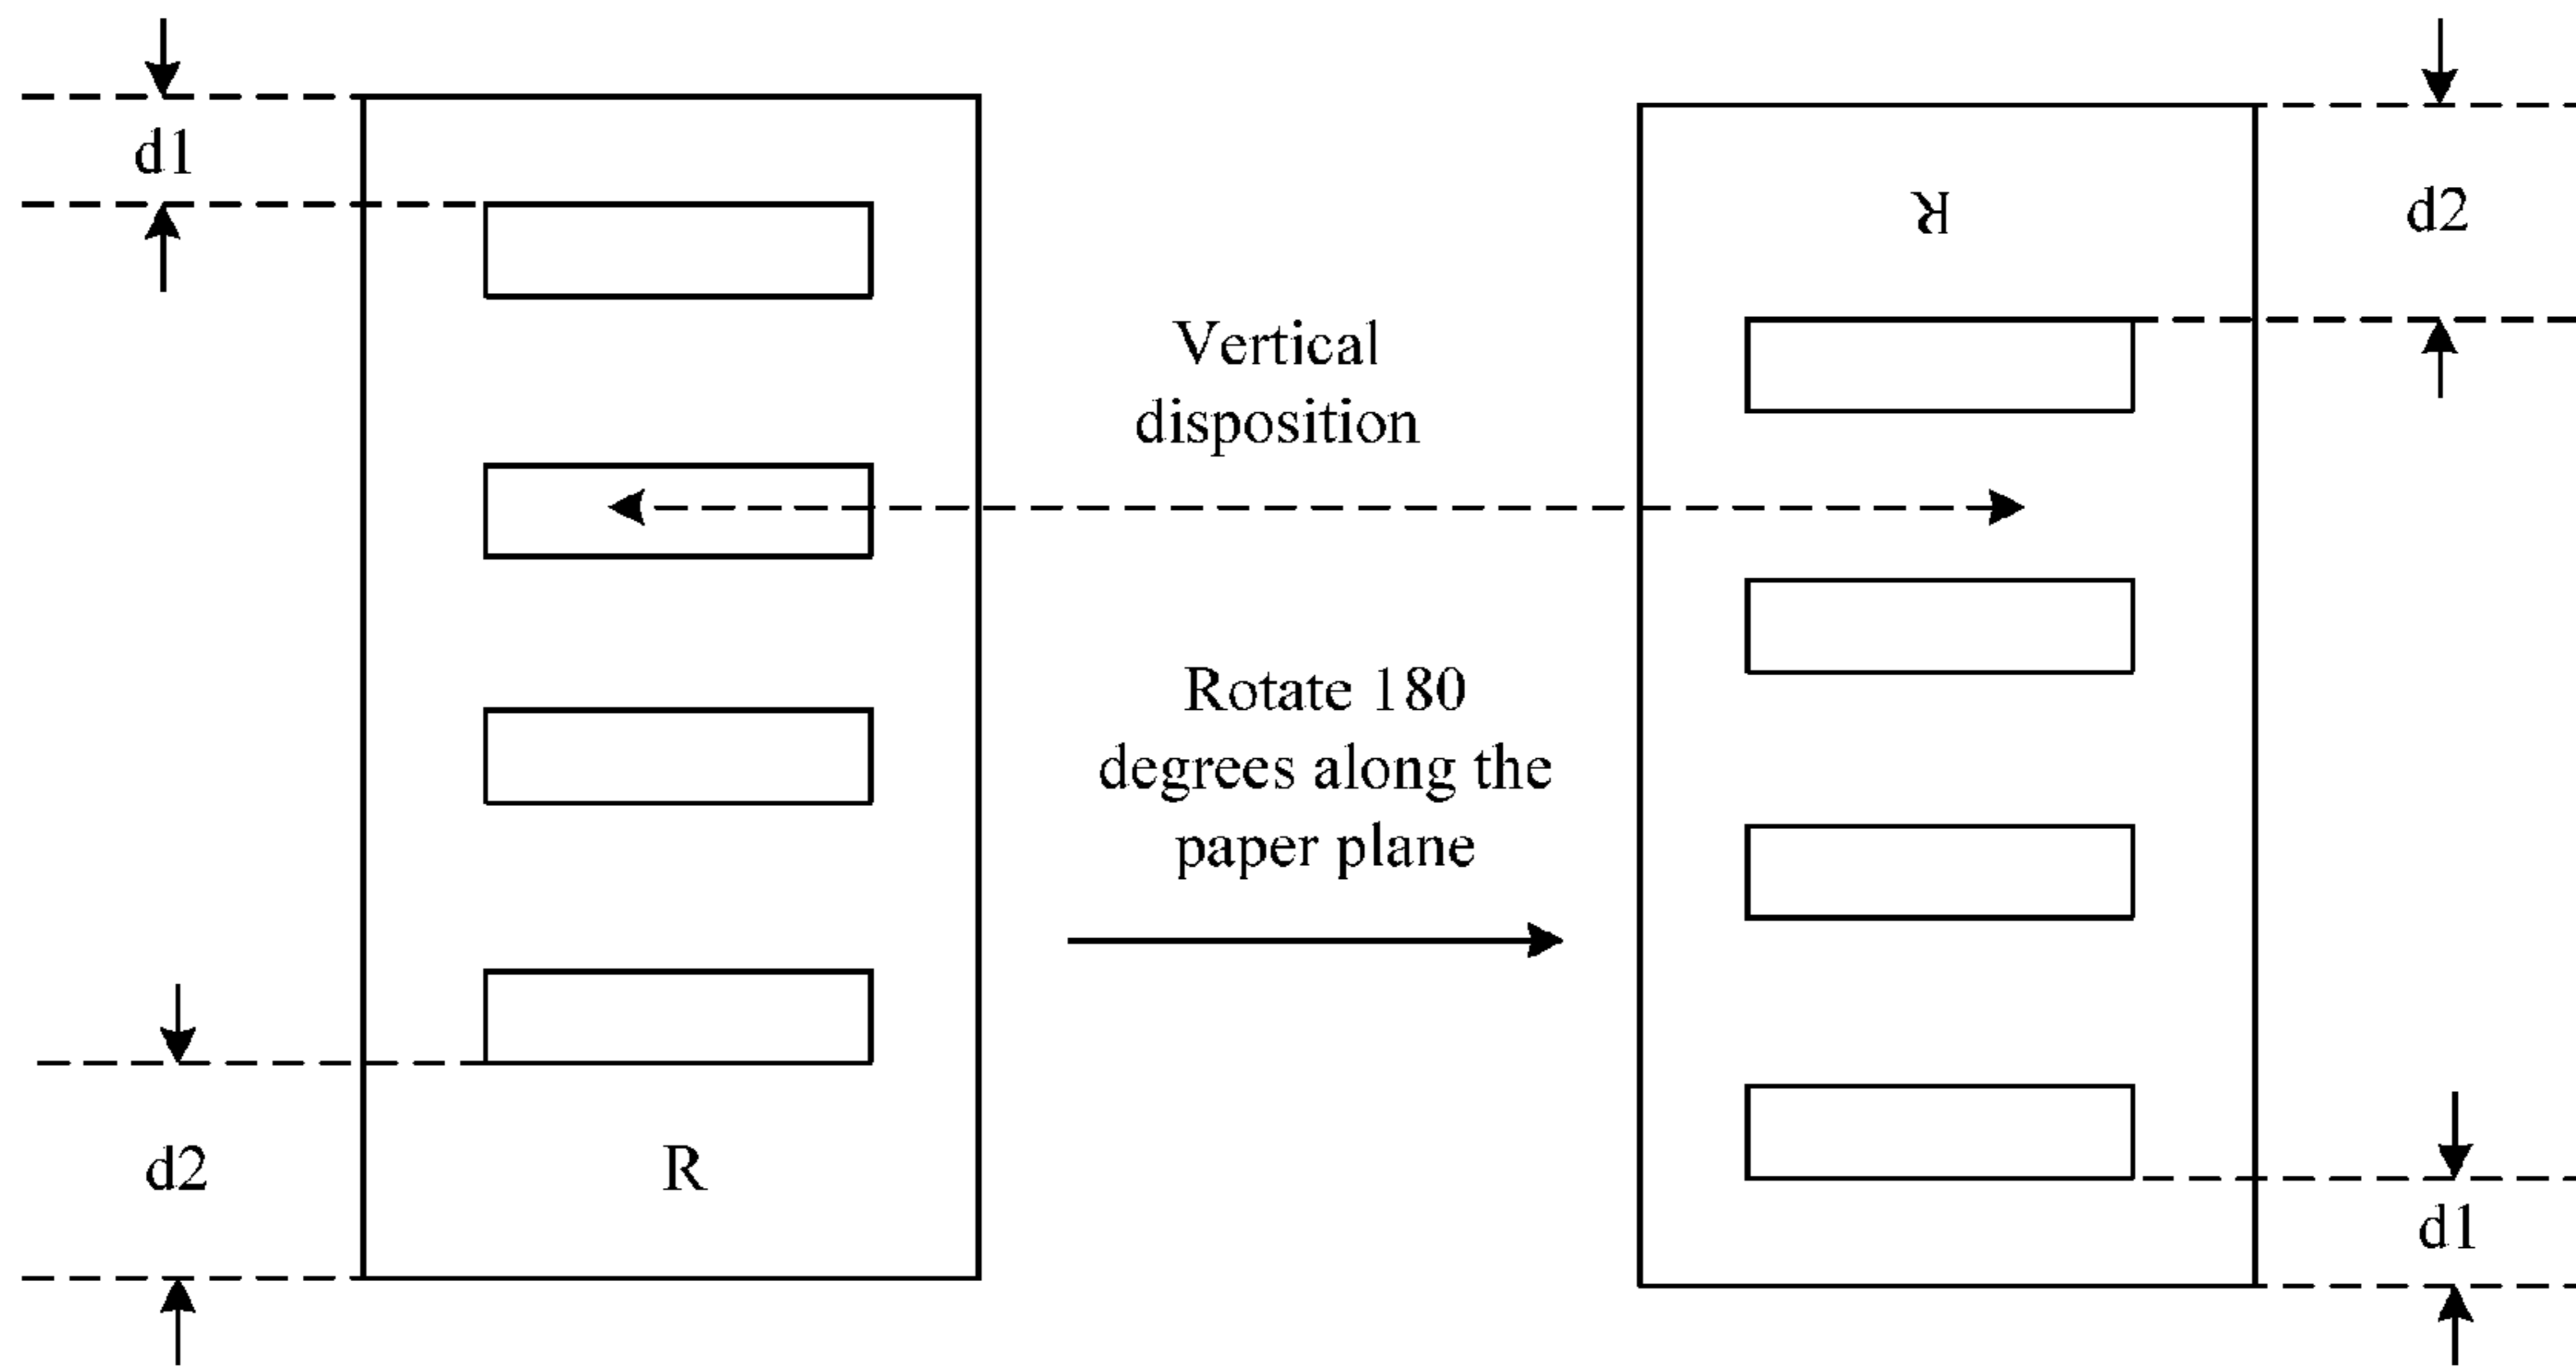 d1
d2
R
Vertical
disposition
Rotate 180
degrees along the
paper plane
R
d2
d1